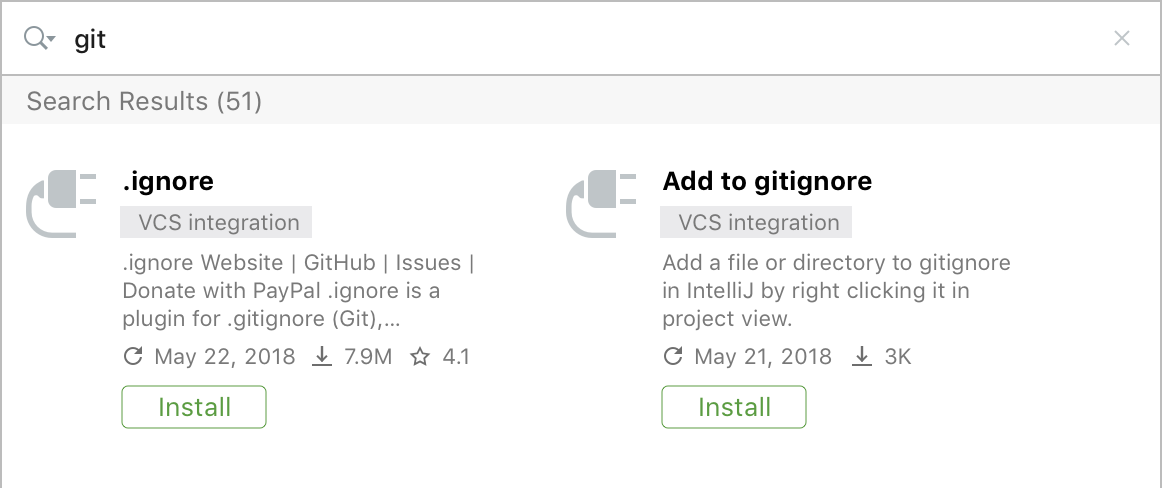 git
Search Results (51)
.ignore
VCS integration
.ignore Website | GitHub | Issues |
Donate with PayPal .ignore is a
plugin for .gitignore (Git),...
May 22, 2018 7.9M 4.1
Install
Add to gitignore
VCS integration
Add a file or directory to gitignore
in IntelliJ by right clicking it in
project view.
May 21, 2018 3K
Install